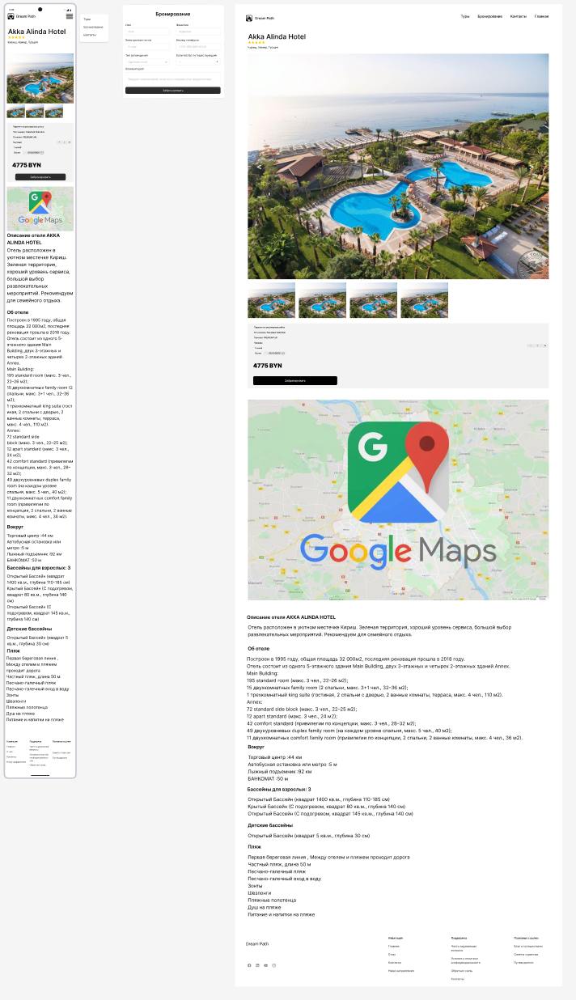 Dream Path
Akka Alinda Hotel
Кириш, Кемер, Турция
4775 BYN
Забронировать
Google Maps
Описание отеля AKKA
ALINDA HOTEL
Отель расположен в
уютном местечке Кириш.
Зеленая территория,
хороший уровень сервиса,
большой выбор
развлекательных
мероприятий. Рекомендуем
для семейного отдыха.
Об отеле
Построен в 1995 году, общая
площадь 32 000м2, последняя
реновация прошла в 2018 году.
Отель состоит из одного 5-
этажного здания Main
Building, двух 3-этажных и
четырех 2-этажных зданий
Annex.
Main Building:
195 standard room (макс. 3 чел.,
22–26 м2);
15 двухкомнатных family room (2
спальни, макс. 3+1 чел., 32–36
м2);
1 трехкомнатный king suite (гост
иная, 2 спальни с дверью, 2
ванные комнаты, терраса,
макс. 4 чел., 110 м2).
Annex:
72 standard side
block (макс. 3 чел., 22–25 м2);
12 apart standard (макс. 3 чел.,
24 м2);
42 comfort standard (привилегии
по концепции, макс. 3 чел., 28–
32 м2);
49 двухуровневых duplex family
room (на каждом уровне
спальня, макс. 5 чел., 40 м2);
11 двухкомнатных comfort family
room (привилегии по
концепции, 2 спальни, 2 ванные
комнаты, макс. 4 чел., 36 м2).
Вокруг
Торговый центр :44 км
Автобусная остановка или
метро :5 м
Лыжный подъемник :92 км
БАНКОМАТ :50 м
Бассейны для взрослых: 3
Открытый Бассейн (квадрат
1400 кв.м., глубина 110-185 см)
Крытый Бассейн (С подогревом,
квадрат 80 кв.м., глубина 140
см)
Открытый Бассейн (С
подогревом, квадрат 145 кв.м.,
глубина 140 см)
Детские бассейны
Открытый Бассейн (квадрат 5
кв.м., глубина 30 см)
Пляж
Первая береговая линия ,
Между отелем и пляжем
проходит дорога
Частный пляж, длина 50 м
Песчано-галечный пляж
Песчано-галечный вход в воду
Зонты
Шезлонги
Пляжные полотенца
Душ на пляже
Питание и напитки на пляже
Туры
Бронирование
Контакты
Бронирование
Имя
Фамилия
Электронная почта
Номер телефона
Тип размещения
Количество путешествующих
Комментарий
Забронировать
Dream Path
Туры
Бронирование
Контакты
Главная
Akka Alinda Hotel
Кириш, Кемер, Турция
4775 BYN
Забронировать
Google Maps
Описание отеля AKKA ALINDA HOTEL
Отель расположен в уютном местечке Кириш. Зеленая территория, хороший уровень сервиса, большой выбор
развлекательных мероприятий. Рекомендуем для семейного отдыха.
Об отеле
Построен в 1995 году, общая площадь 32 000м2, последняя реновация прошла в 2018 году.
Отель состоит из одного 5-этажного здания Main Building, двух 3-этажных и четырех 2-этажных зданий Annex.
Main Building:
195 standard room (макс. 3 чел., 22–26 м2);
15 двухкомнатных family room (2 спальни, макс. 3+1 чел., 32–36 м2);
1 трехкомнатный king suite (гостиная, 2 спальни с дверью, 2 ванные комнаты, терраса, макс. 4 чел., 110 м2).
Annex:
72 standard side block (макс. 3 чел., 22–25 м2);
12 apart standard (макс. 3 чел., 24 м2);
42 comfort standard (привилегии по концепции, макс. 3 чел., 28–32 м2);
49 двухуровневых duplex family room (на каждом уровне спальня, макс. 5 чел., 40 м2);
11 двухкомнатных comfort family room (привилегии по концепции, 2 спальни, 2 ванные комнаты, макс. 4 чел., 36 м2).
Вокруг
Торговый центр :44 км
Автобусная остановка или метро :5 м
Лыжный подъемник :92 км
БАНКОМАТ :50 м
Бассейны для взрослых: 3
Открытый Бассейн (квадрат 1400 кв.м., глубина 110-185 см)
Крытый Бассейн (С подогревом, квадрат 80 кв.м., глубина 140 см)
Открытый Бассейн (С подогревом, квадрат 145 кв.м., глубина 140 см)
Детские бассейны
Открытый Бассейн (квадрат 5 кв.м., глубина 30 см)
Пляж
Первая береговая линия , Между отелем и пляжем проходит дорога
Частный пляж, длина 50 м
Песчано-галечный пляж
Песчано-галечный вход в воду
Зонты
Шезлонги
Пляжные полотенца
Душ на пляже
Питание и напитки на пляже
Dream Path
Навигация
Главная
О нас
Контакты
Наши направления
Поддержка
Часто задаваемые
вопросы
Условия и политика
конфиденциальности
Обратная связь
Контакты
Полезные ссылки
Блог о путешествиях
Советы туристам
Путеводители